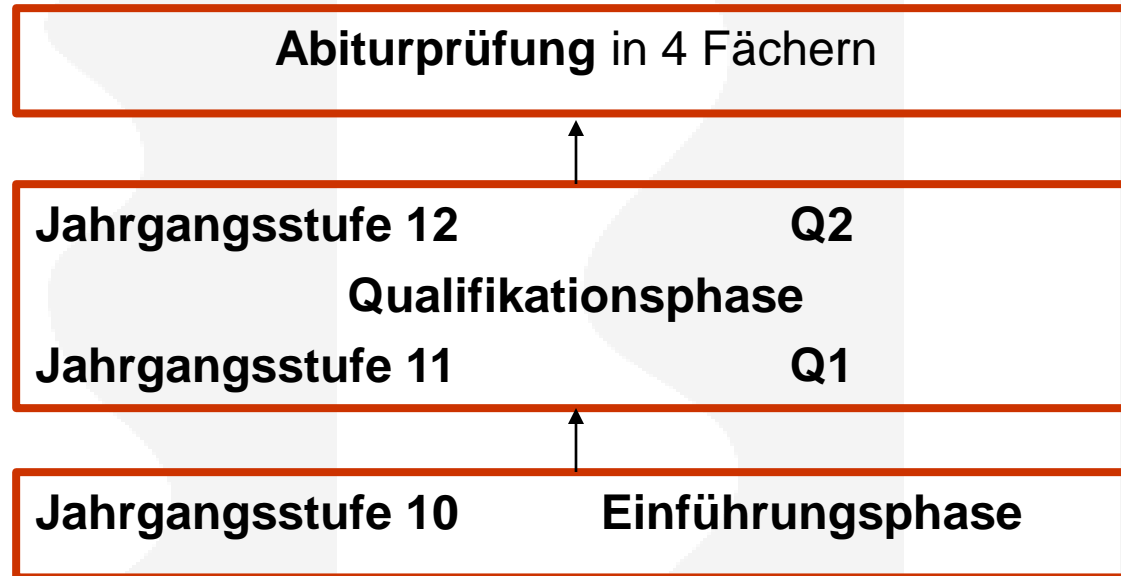 Abiturprüfung in 4 Fächern
Jahrgangsstufe 12 Q2
Qualifikationsphase
Jahrgangsstufe 11 Q1
Jahrgangsstufe 10 Einführungsphase